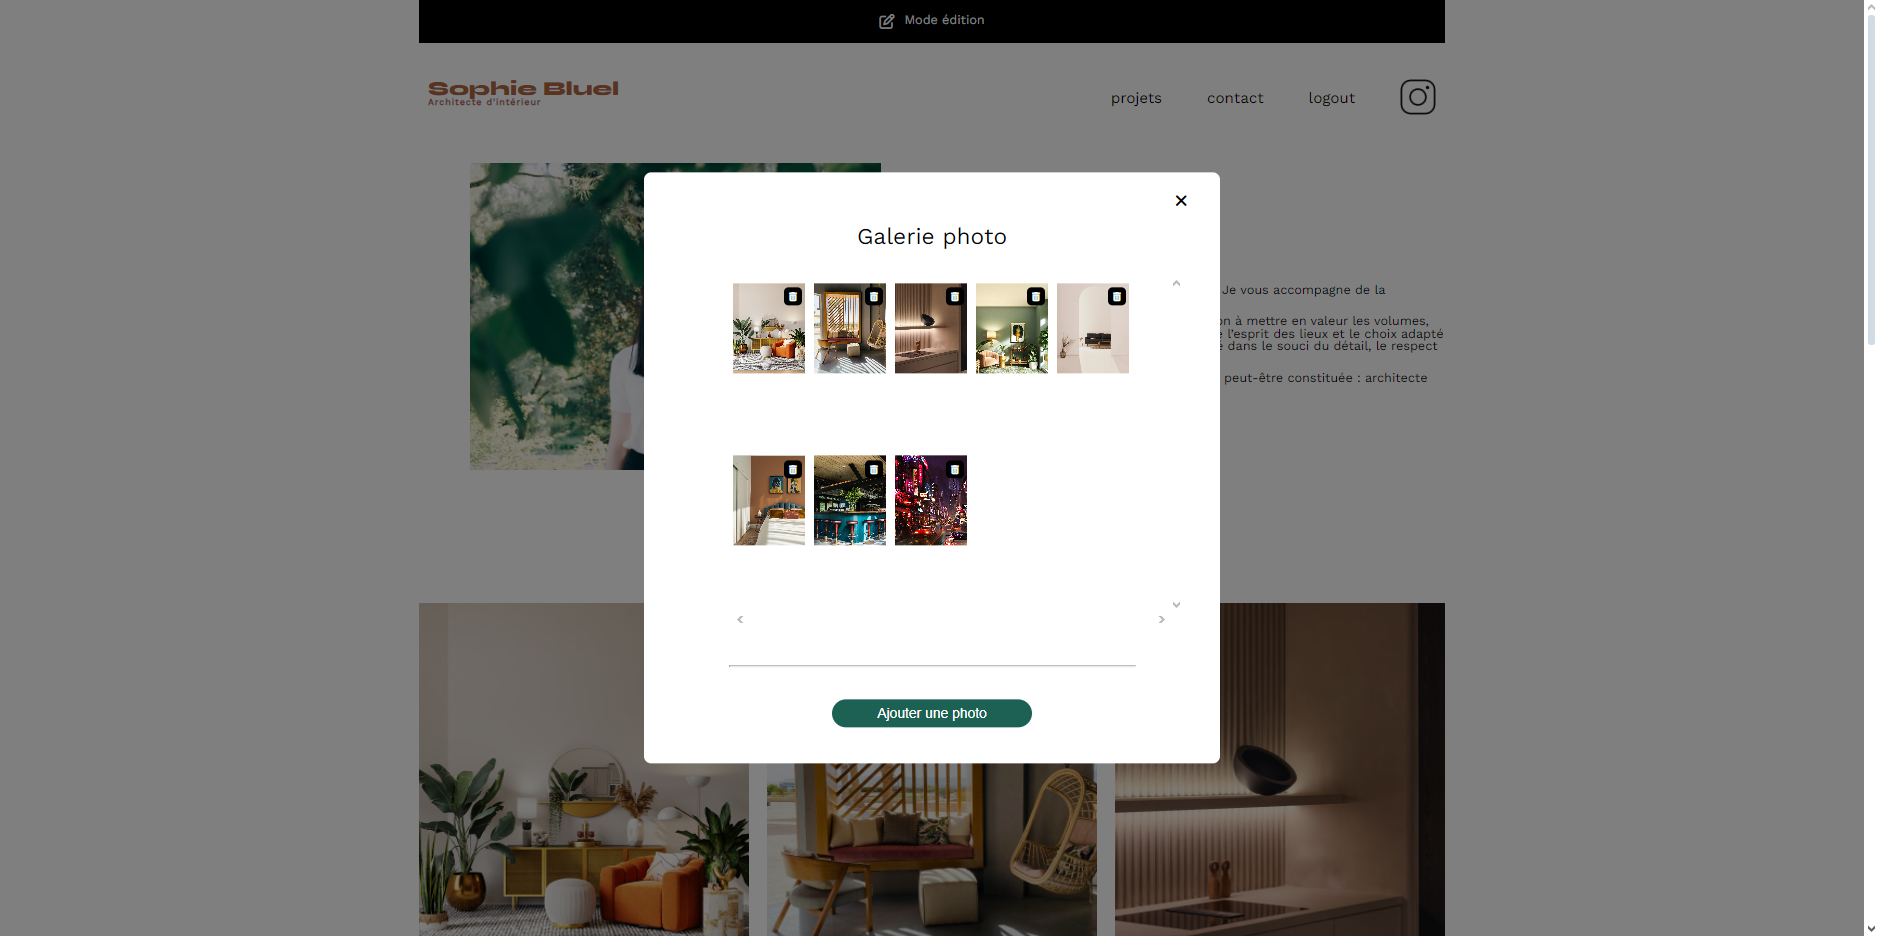 Mode édition
Sophie Bluel
Architecte d'intérieur
projets
contact
logout
Galerie photo
Je vous accompagne de la
on à mettre en valeur les volumes,
l'esprit des lieux et le choix adapté
dans le souci du détail, le respect
peut-être constituée : architecte
Ajouter une photo